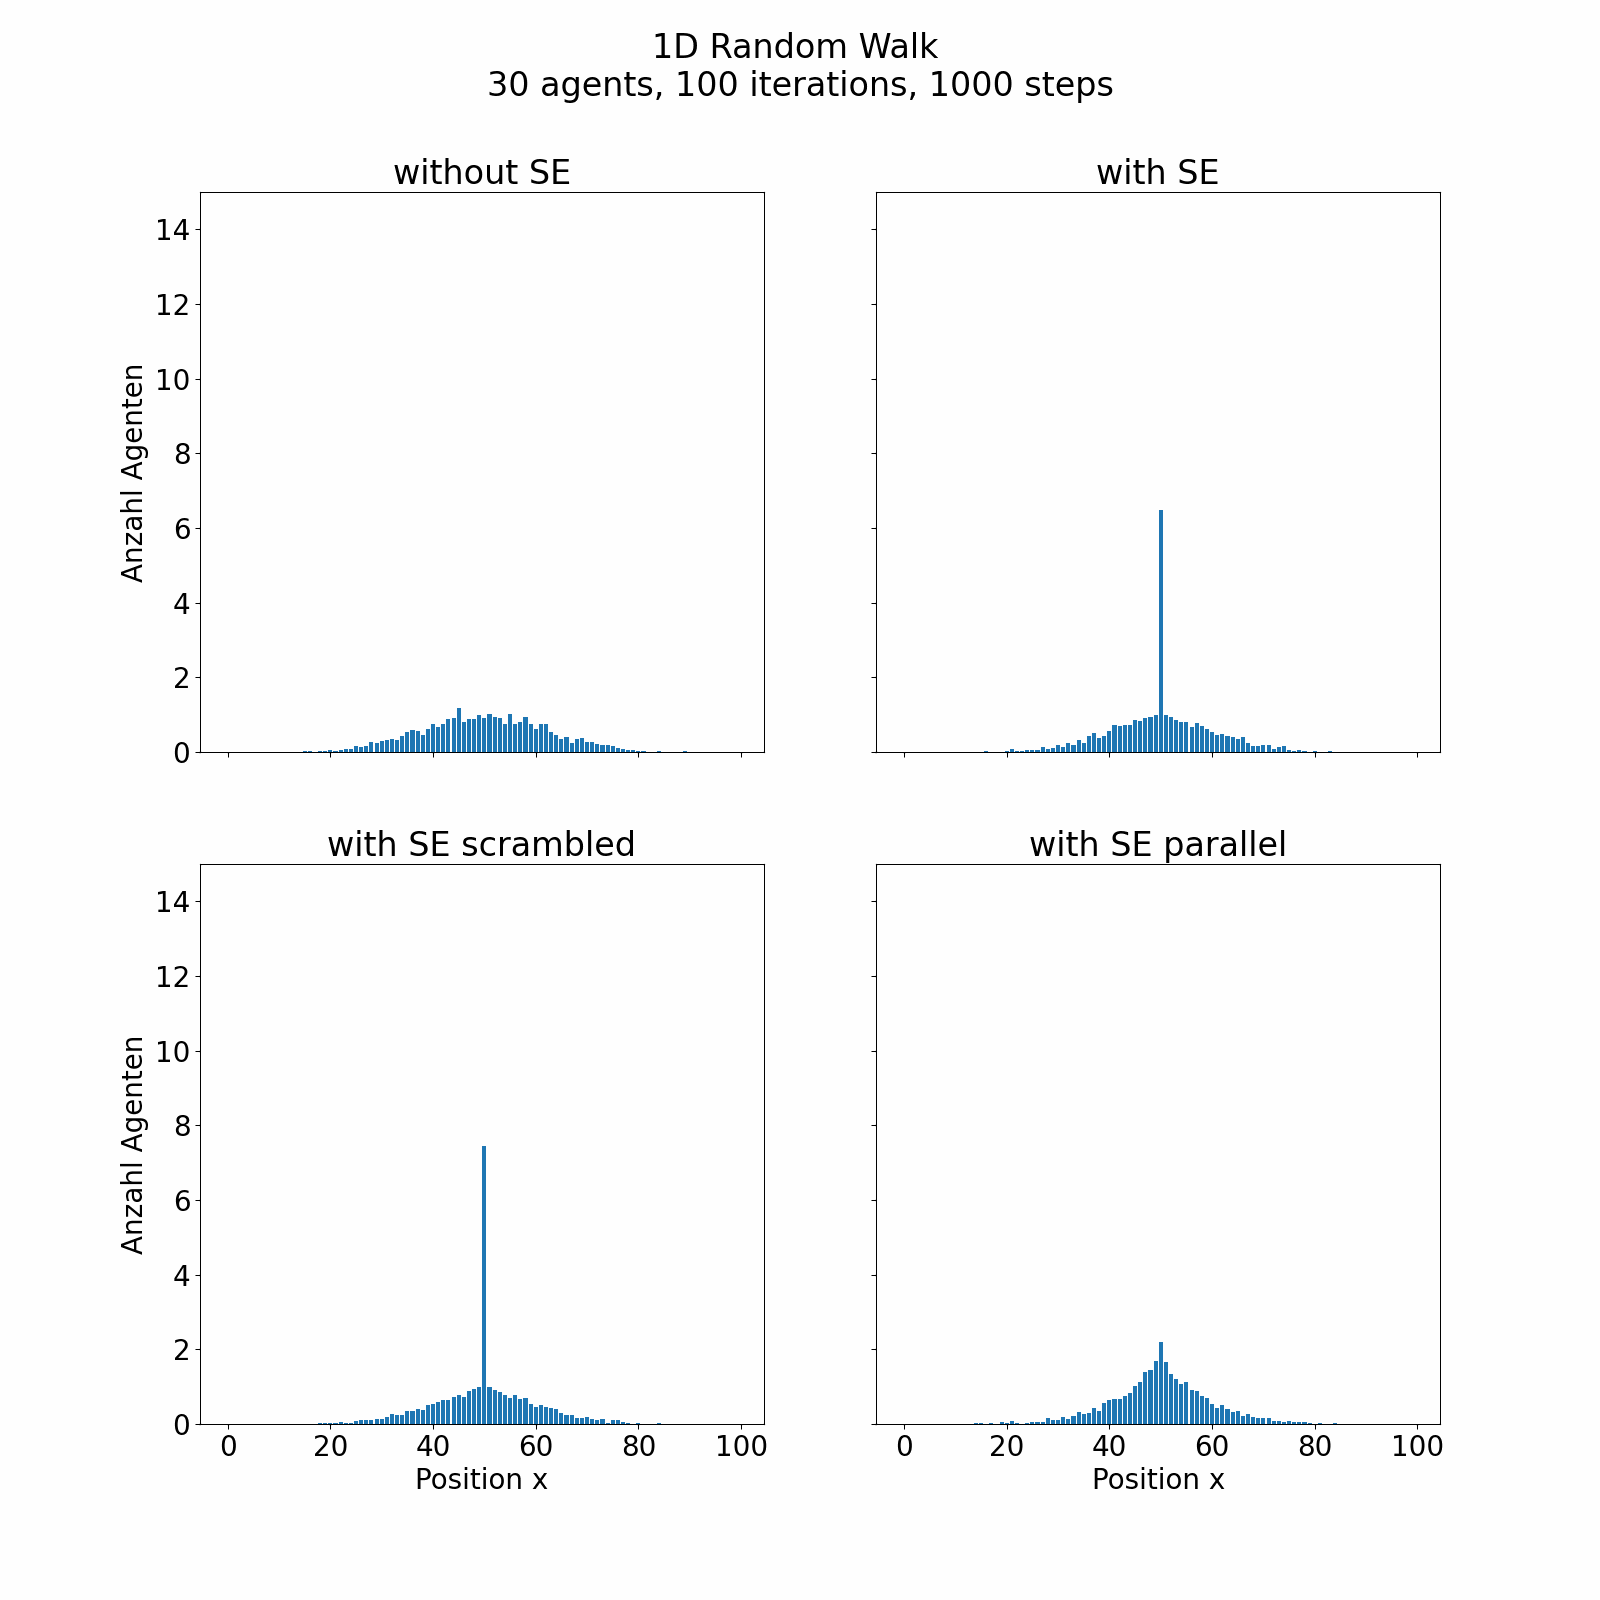 1D Random Walk
30 agents, 100 iterations, 1000 steps
without SE
with SE
14
12
10
8
6
4
2
0
Anzahl Agenten
with SE scrambled
with SE parallel
14
12
10
8
6
4
2
0
Anzahl Agenten
0 20 40 60 80 100
Position x
0 20 40 60 80 100
Position x